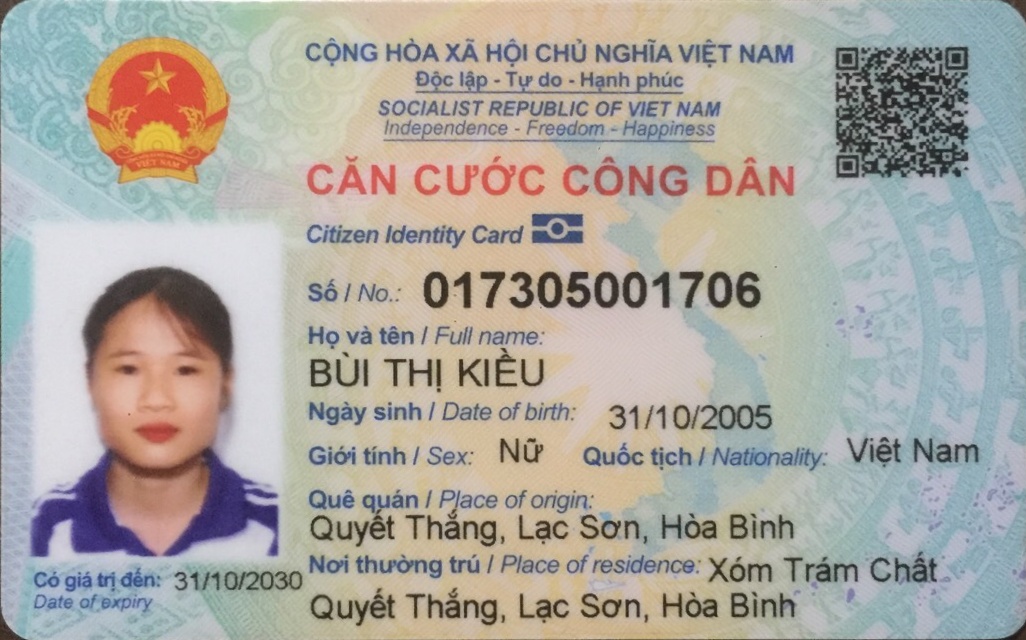 CỘNG HÒA XÃ HỘI CHỦ NGHĨA VIỆT NAM
Độc lập - Tự do - Hạnh phúc
SOCIALIST REPUBLIC OF VIET NAM
Independence - Freedom - Happiness
CĂN CƯỚC CÔNG DÂN
Citizen Identity Card
VIỆT NAM
Số / No.: 017305001706
Họ và tên / Full name:
BÙI THỊ KIỀU
Ngày sinh / Date of birth: 31/10/2005
Giới tính / Sex: Nữ Quốc tịch / Nationality: Việt Nam
Quê quán / Place of origin:
Quyết Thắng, Lạc Sơn, Hòa Bình
Nơi thường trú / Place of residence: Xóm Trám Chất
Quyết Thắng, Lạc Sơn, Hòa Bình
Có giá trị đến: 31/10/2030
Date of expiry